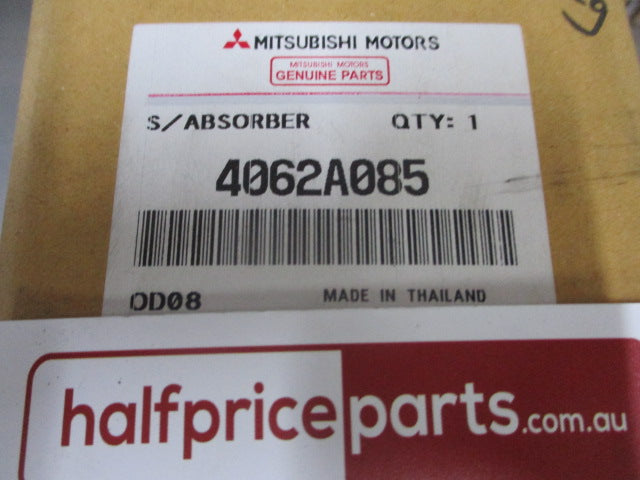 MITSUBISHI MOTORS
MITSUBISHI MOTORS
GENUINE PARTS
S/ABSORBER QTY: 1
4062A085
OD08 MADE IN THAILAND
halfpriceparts.com.au